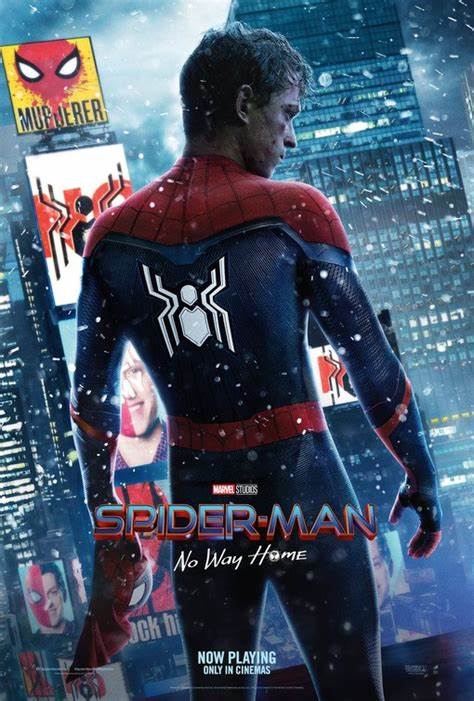 MURDERER
MARVEL STUDIOS
SPIDER-MAN
NO WAY HOME
NOW PLAYING
ONLY IN CINEMAS